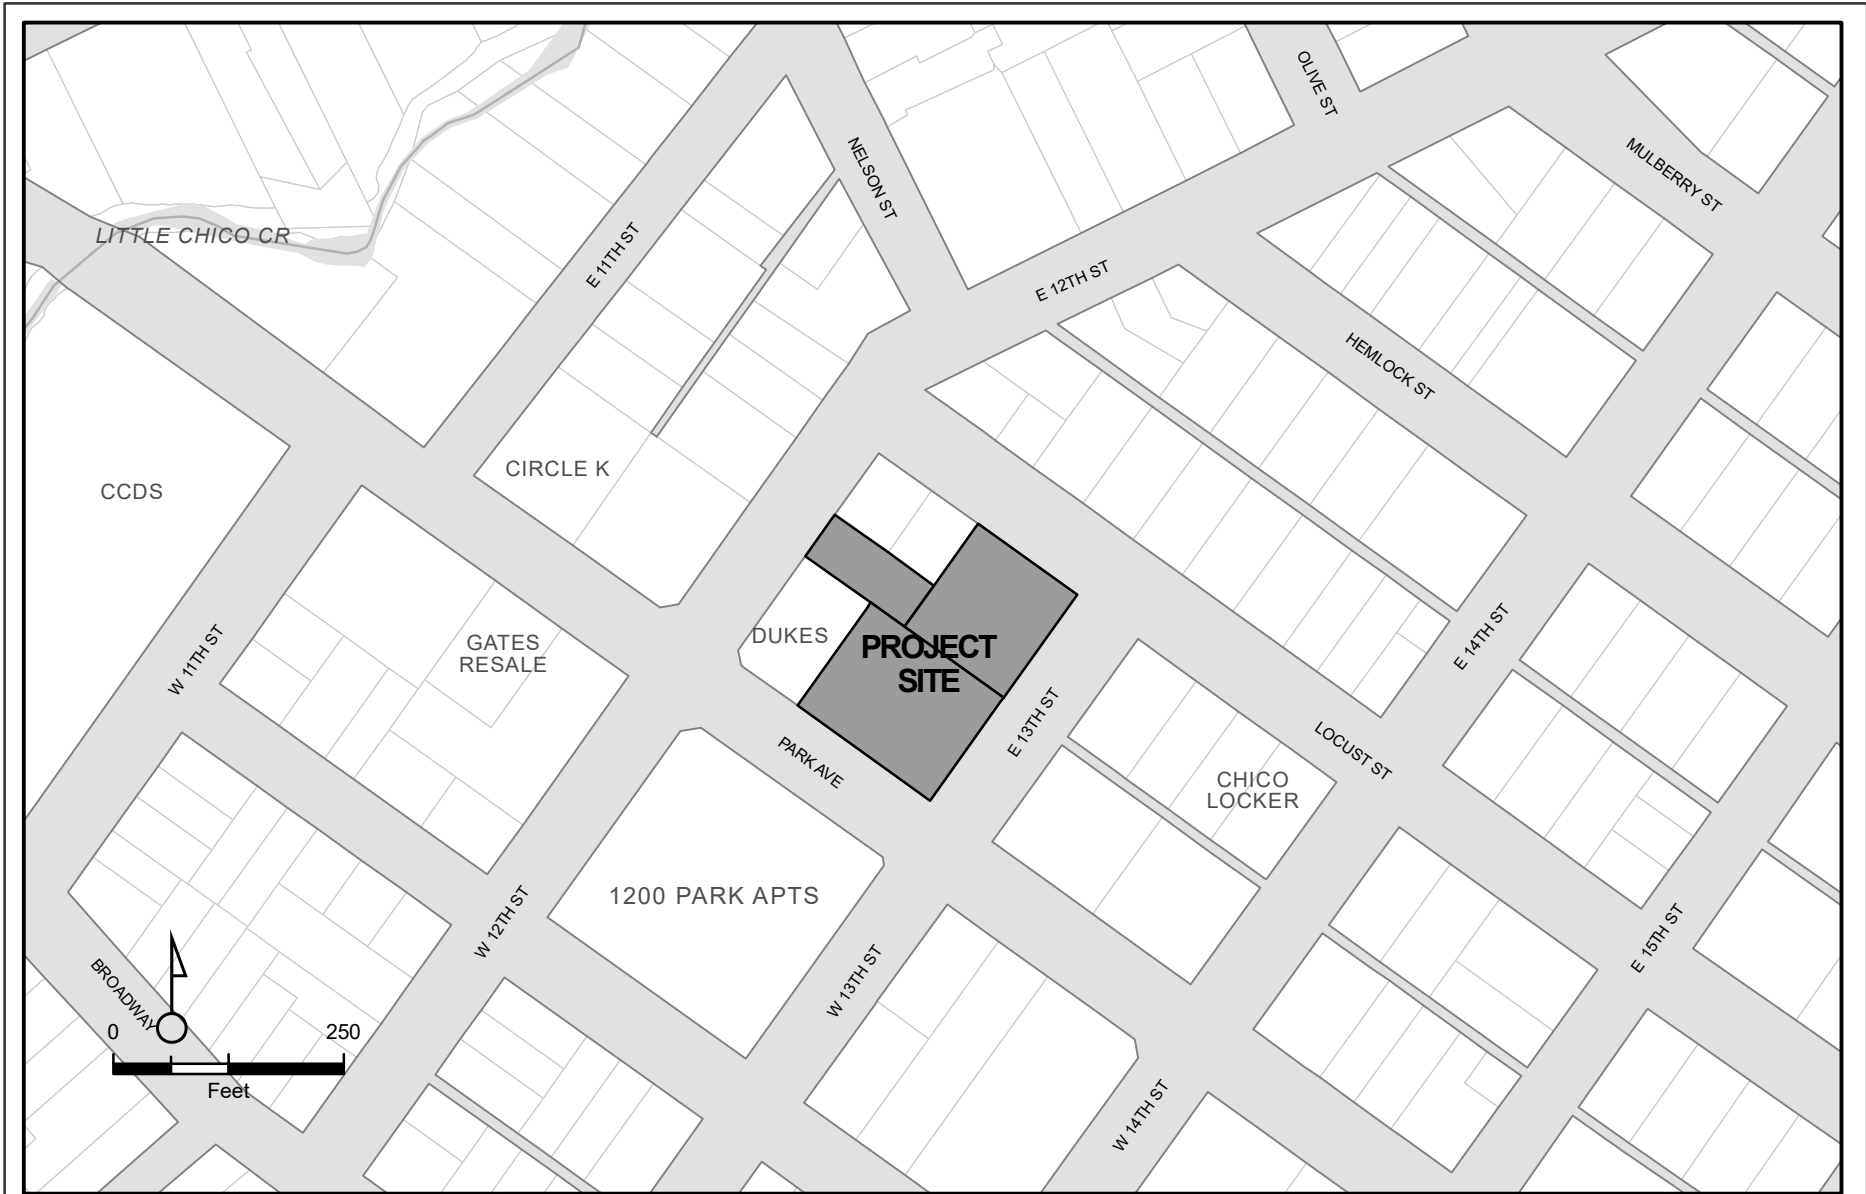 OLIVE ST
MULBERRY ST
NELSON ST
LITTLE CHICO CR
E 11TH ST
E 12TH ST
HEMLOCK ST
CIRCLE K
CCDS
DUKES
GATES
RESALE
PROJECT
SITE
W 11TH ST
E 14TH ST
E 13TH ST
LOCUST ST
PARK AVE
CHICO
LOCKER
1200 PARK APTS
W 12TH ST
E 15TH ST
W 13TH ST
BROADWAY
0 250
Feet
W 14TH ST